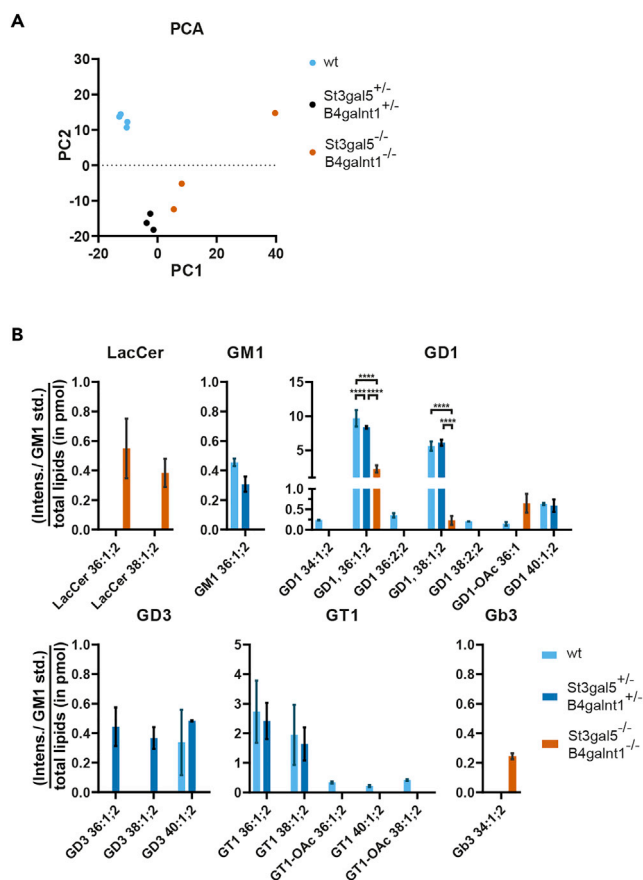 A
PCA
PC2
30
20
10
0
-10
-20
-20
0
20
40
PC1
wt
St3gal5+/-
B4galnt1+/-
St3gal5-/-
B4galnt1-/-
B
LacCer
GM1
GD1
(Intens./ GM1 std.)
total lipids (in pmol)
1.0
0.8
0.6
0.4
0.2
0.0
LacCer 36:1;2
LacCer 38:1;2
1.0
0.8
0.6
0.4
0.2
0.0
GM1 36:1;2
15
10
5
1.0
0.5
0.0
**** 
**** ****
****
****
GD1 34:1;2
GD1, 36:1;2
GD1 36:2;2
GD1, 38:1;2
GD1 38:2;2
GD1-OAc 36:1
GD1 40:1;2
GD3
GT1
Gb3
(Intens./ GM1 std.)
total lipids (in pmol)
1.0
0.8
0.6
0.4
0.2
0.0
GD3 36:1;2
GD3 38:1;2
GD3 40:1;2
5
4
3
2
1
0
GT1 36:1;2
GT1 38:1;2
GT1-OAc 36:1;2
GT1 40:1;2
GT1-OAc 38:1;2
1.0
0.8
0.6
0.4
0.2
0.0
Gb3 34:1;2
wt
St3gal5+/-
B4galnt1+/-
St3gal5-/-
B4galnt1-/-